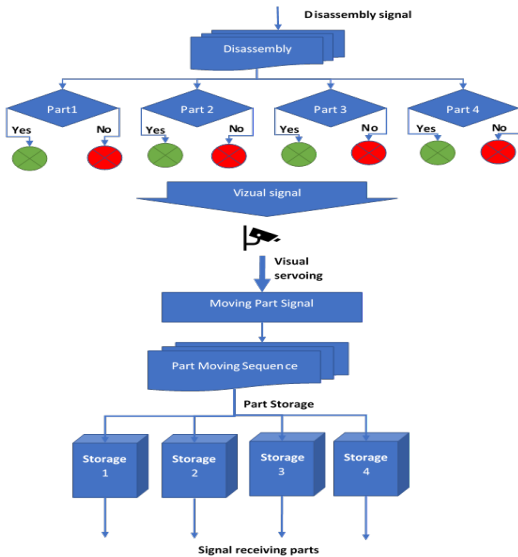 Disassembly signal
Disassembly
Part1 Part 2 Part 3 Part 4
Yes No Yes No Yes No Yes No
Vizual signal
Visual
servoing
Moving Part Signal
Part Moving Sequence
Part Storage
Storage Storage Storage Storage
1 2 3 4
Signal receiving parts